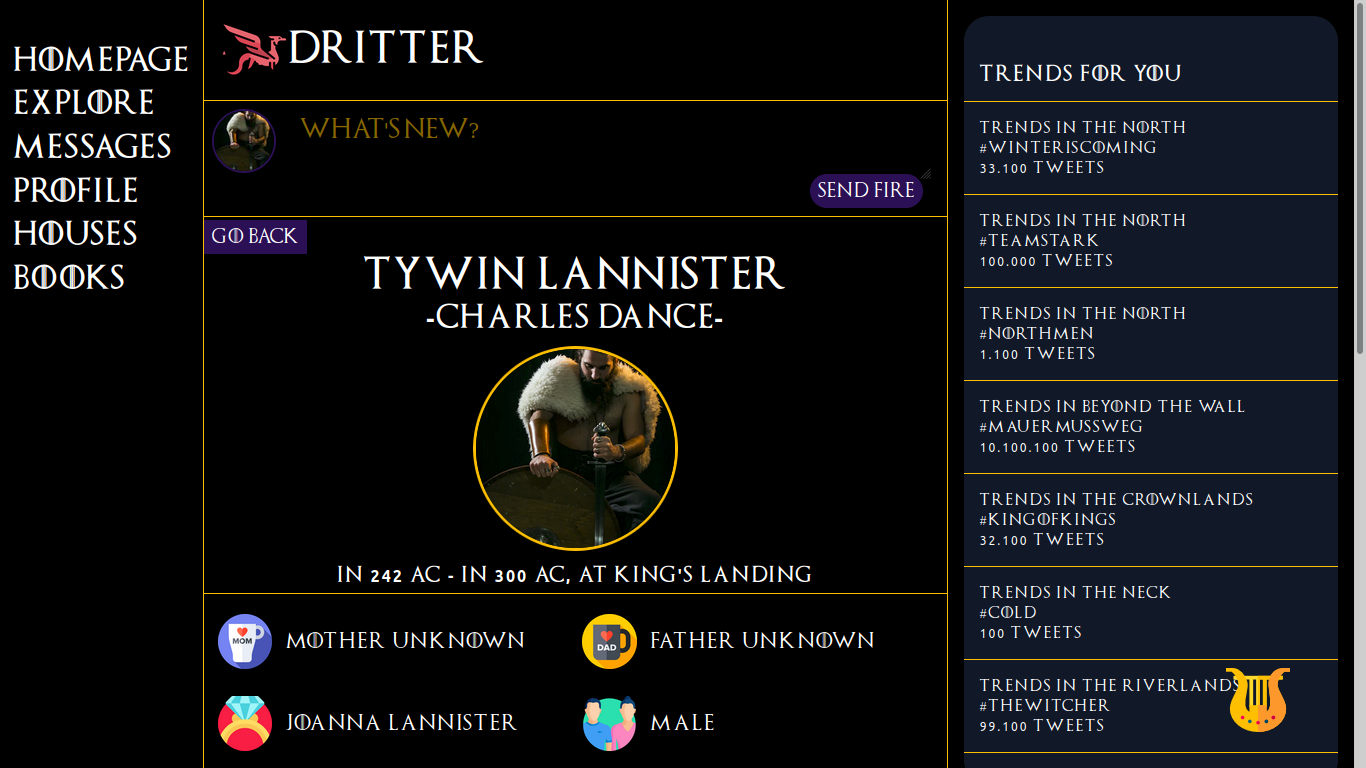 HOMEPAGE
EXPLORE
MESSAGES
PROFILE
HOUSES
BOOKS
DRITTER
WHAT'S NEW?
SEND FIRE
GO BACK
TYWIN LANNISTER
-CHARLES DANCE-
IN 242 AC - IN 300 AC, AT KING'S LANDING
MOM
MOTHER UNKNOWN
DAD
FATHER UNKNOWN
JOANNA LANNISTER
MALE
TRENDS FOR YOU
TRENDS IN THE NORTH
#WINTERISCOMING
33.100 TWEETS
TRENDS IN THE NORTH
#TEAMSTARK
100.000 TWEETS
TRENDS IN THE NORTH
#NORTHMEN
1.100 TWEETS
TRENDS IN BEYOND THE WALL
#MAUERMUSSWEG
10.100.100 TWEETS
TRENDS IN THE CROWNLANDS
#KINGOFKINGS
32.100 TWEETS
TRENDS IN THE NECK
#COLD
100 TWEETS
TRENDS IN THE RIVERLANDS
#THEWITCHER
99.100 TWEETS